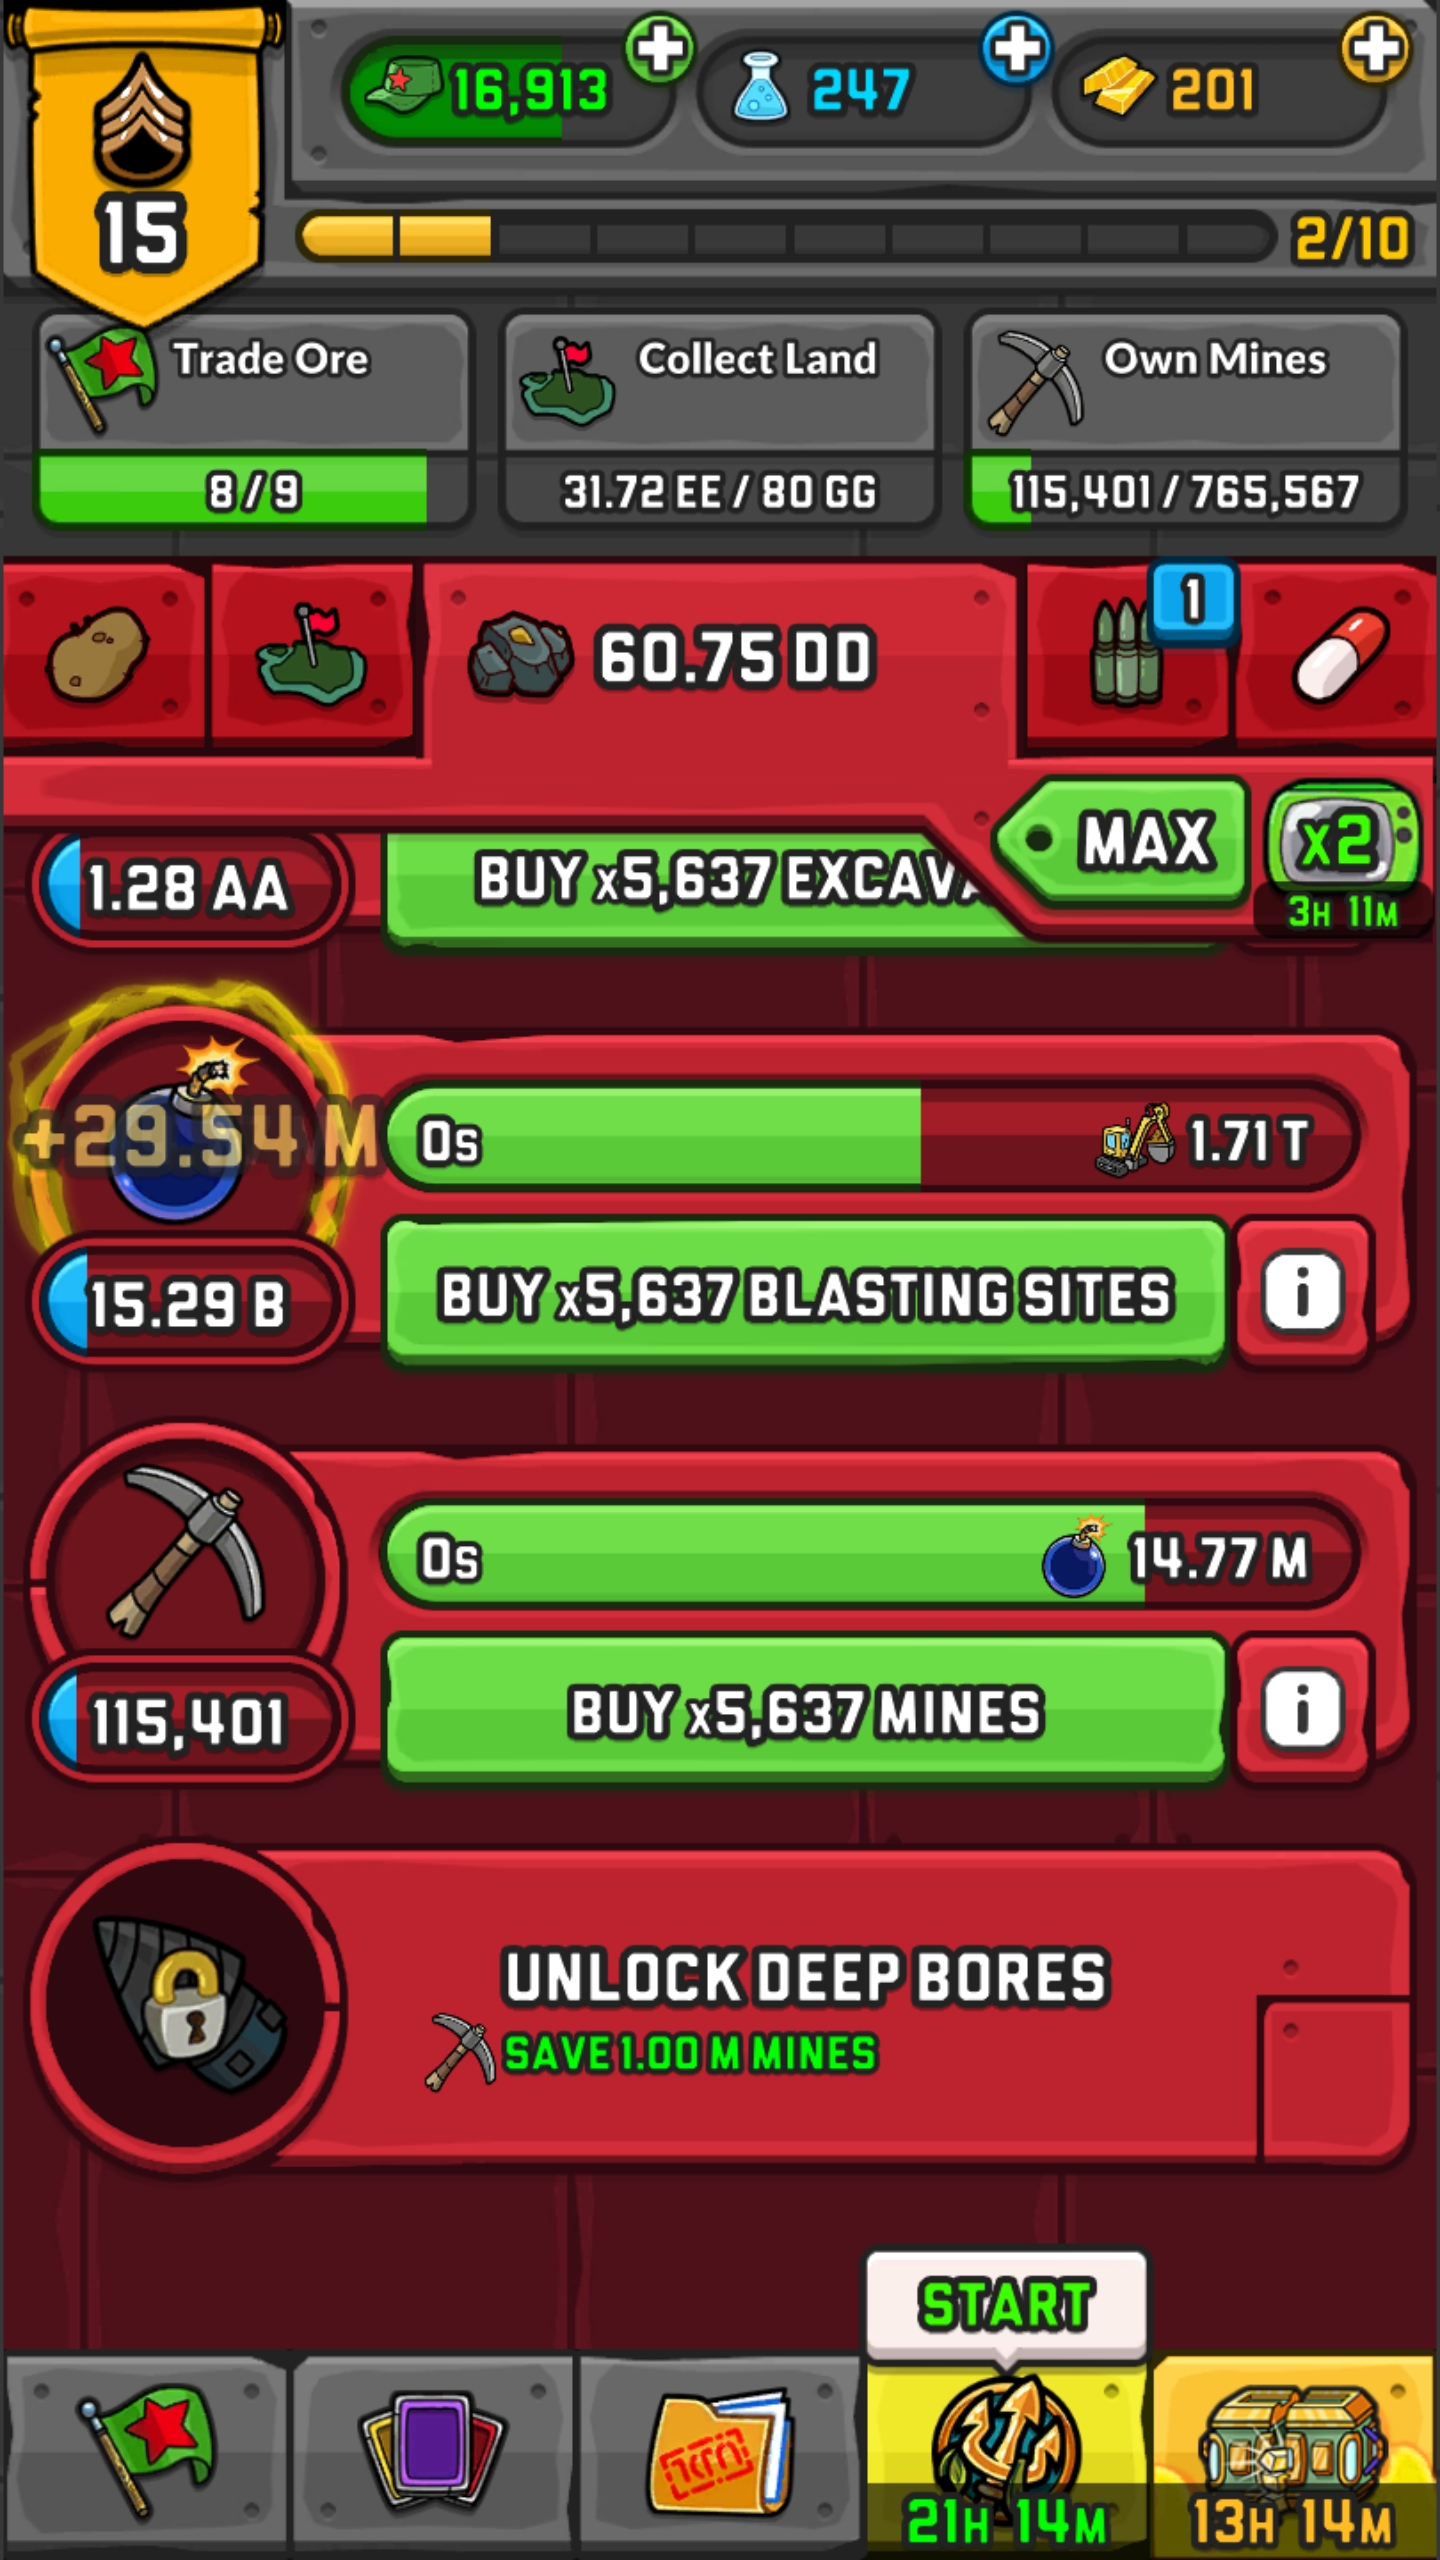 16,913
247
201
15
2/10
Trade Ore
Collect Land
Own Mines
8/9
31.72 EE / 80 GG
115,401 / 765,567
60.75 DD
1
MAX
x2
3H 11M
1.28 AA
BUY x5,637
+29.54 M
0s
1.71 T
15.29 B
BUY x5,637 BLASTING SITES
i
0s
14.77 M
115,401
BUY x5,637 MINES
i
UNLOCK DEEP BORES
SAVE 1.00 M MINES
START
21H 14M
13H 14M